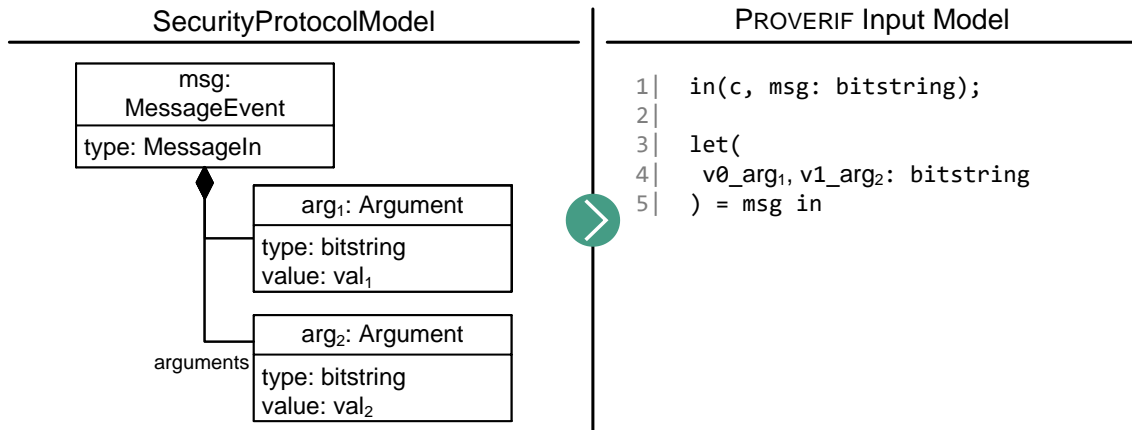 SecurityProtocolModel
msg:
MessageEvent
type: MessageIn
arg₁: Argument
type: bitstring
value: val₁
arguments
arg₂: Argument
type: bitstring
value: val₂
PROVERIF Input Model
1| in(c, msg: bitstring);
2|
3| let(
4| v0_arg₁, v1_arg₂: bitstring
5| ) = msg in